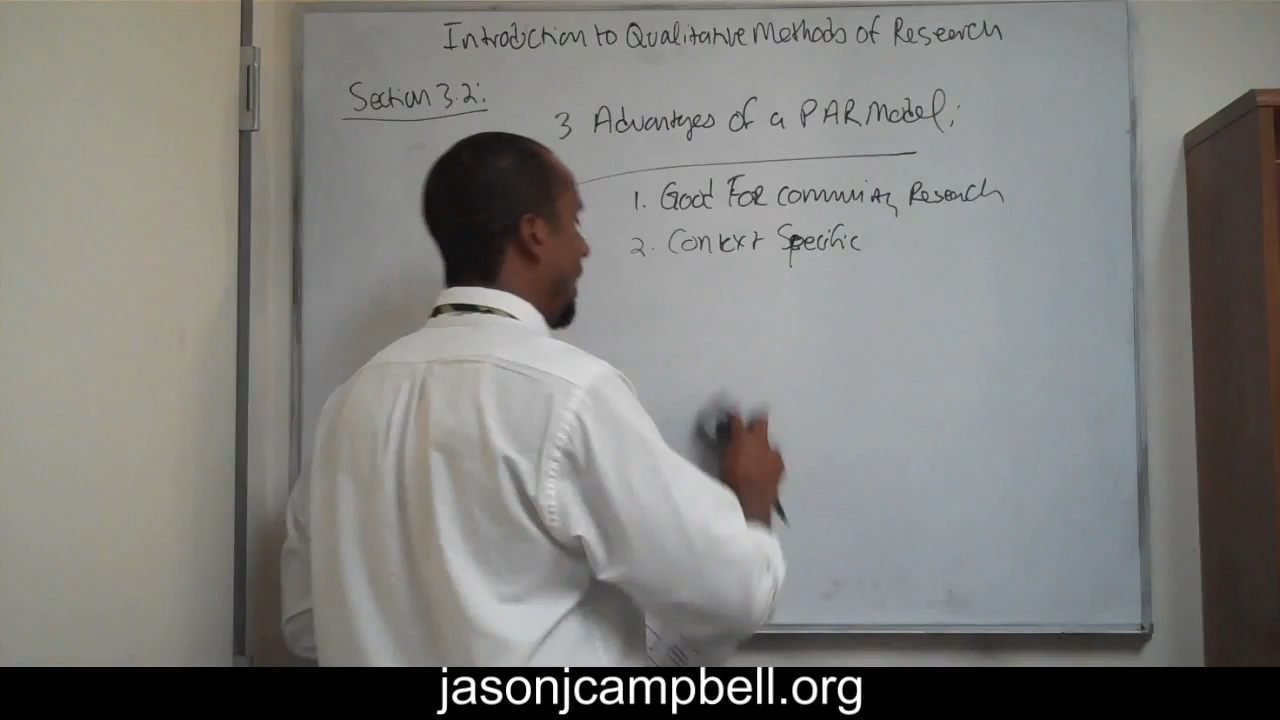 Introduction to Qualitative Methods of Research
Section 3.2:
3 Advantages of a PAR Model:
1. Good For community Research
2. Context Specific
jasonjcampbell.org